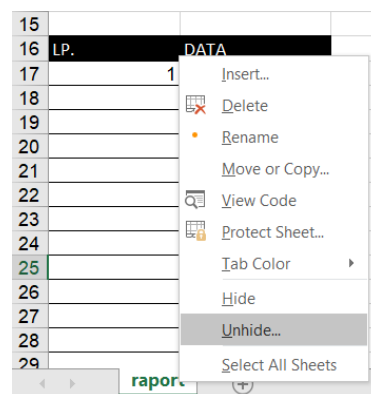 15
16 LP. DATA
17 1 Insert...
18 Delete
19 Rename
20
21 Move or Copy...
22 View Code
23 Protect Sheet...
24
25 Tab Color
26 Hide
27
28 Unhide...
29 Select All Sheets
raport